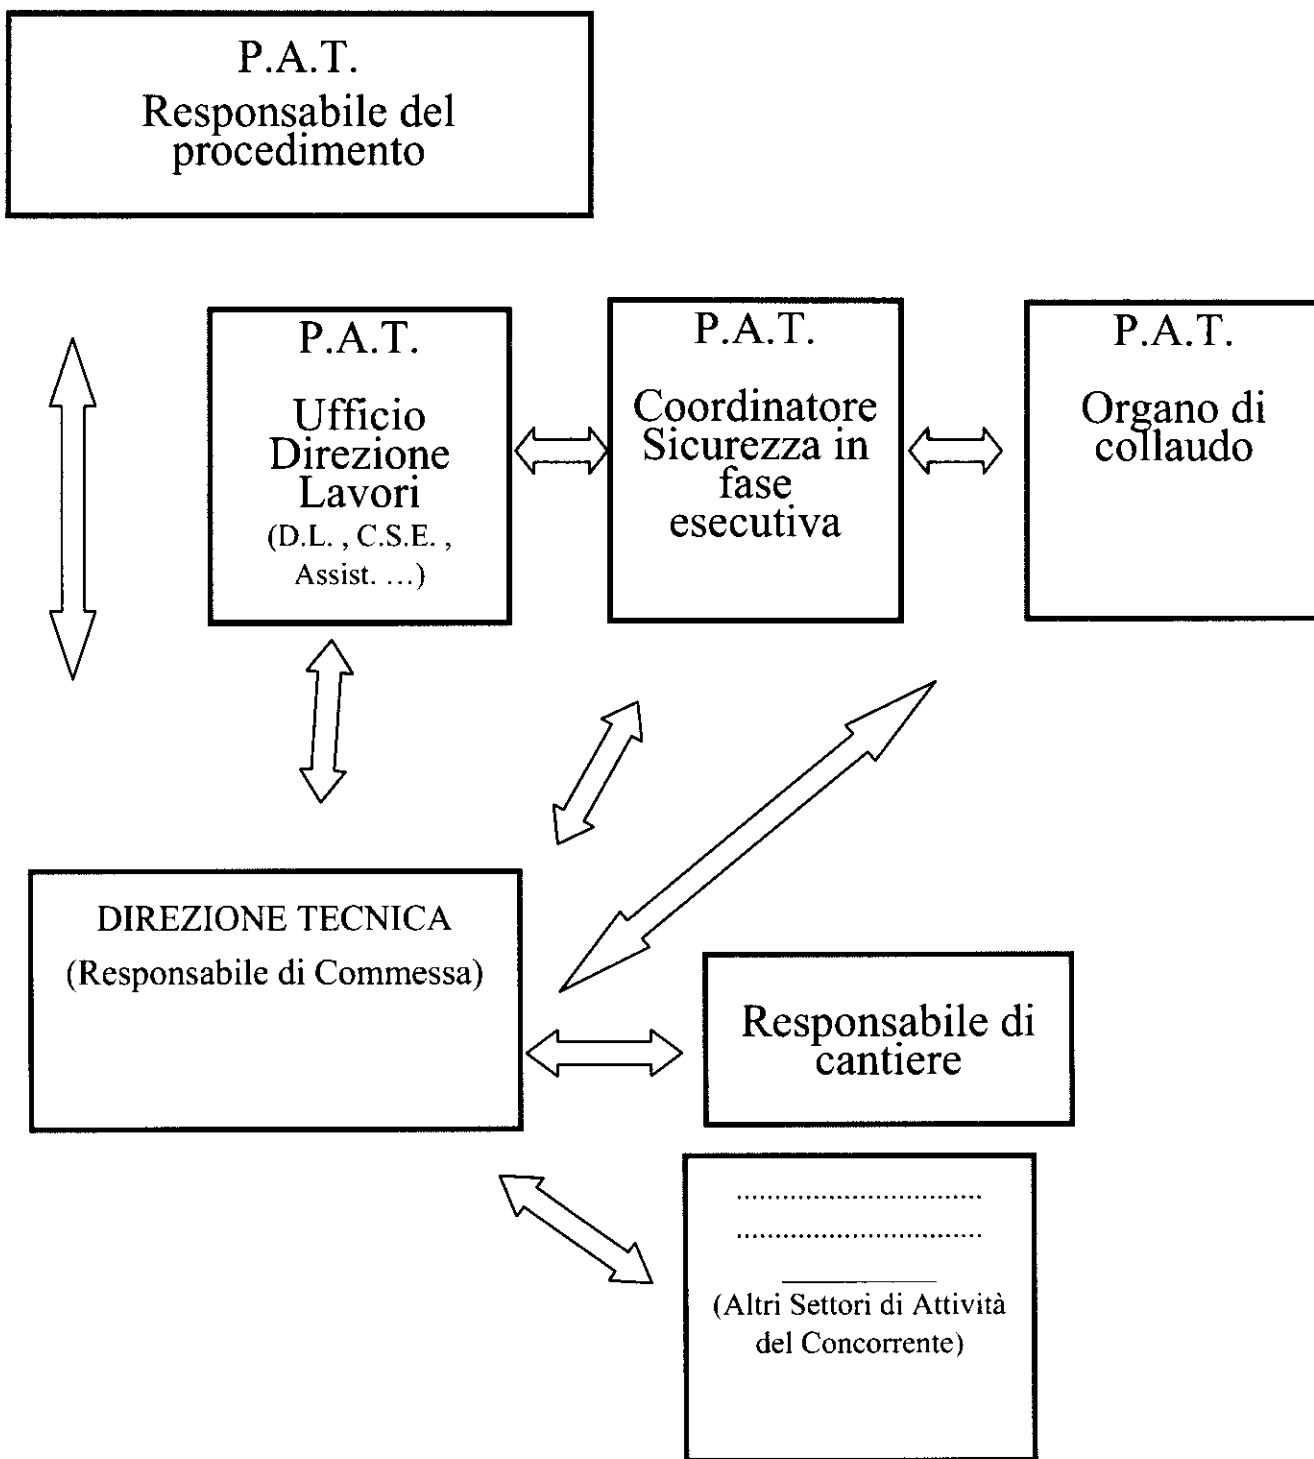 P.A.T.
Responsabile del
procedimento
P.A.T.
Ufficio
Direzione
Lavori
(D.L. , C.S.E. ,
Assist. …)
P.A.T.
Coordinatore
Sicurezza in
fase
esecutiva
P.A.T.
Organo di
collaudo
DIREZIONE TECNICA
(Responsabile di Commessa)
Responsabile di
cantiere
................................
................................
(Altri Settori di Attività
del Concorrente)